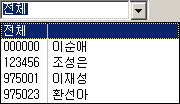 전체
전체
000000 이순애
123456 조성은
975001 이재성
975023 환선아